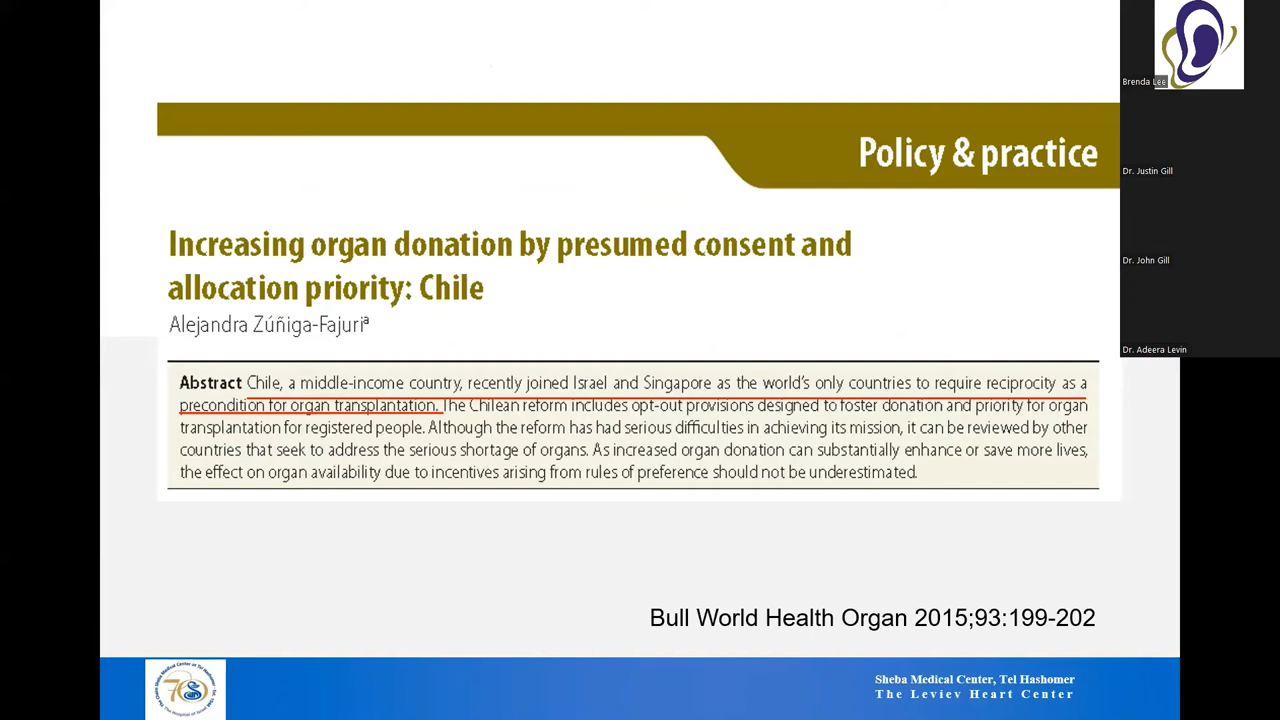 Brenda Lee
Policy & practice
Dr. Justin Gill
Increasing organ donation by presumed consent and
allocation priority: Chile
Dr. John Gill
Alejandra Zúñiga-Fajuriª
Dr. Adeera Levin
Abstract Chile, a middle-income country, recently joined Israel and Singapore as the world's only countries to require reciprocity as a
precondition for organ transplantation. The Chilean reform includes opt-out provisions designed to foster donation and priority for organ
transplantation for registered people. Although the reform has had serious difficulties in achieving its mission, it can be reviewed by other
countries that seek to address the serious shortage of organs. As increased organ donation can substantially enhance or save more lives,
the effect on organ availability due to incentives arising from rules of preference should not be underestimated.
Bull World Health Organ 2015;93:199-202
70
Sheba Medical Center, Tel Hashomer
The Leviev Heart Center